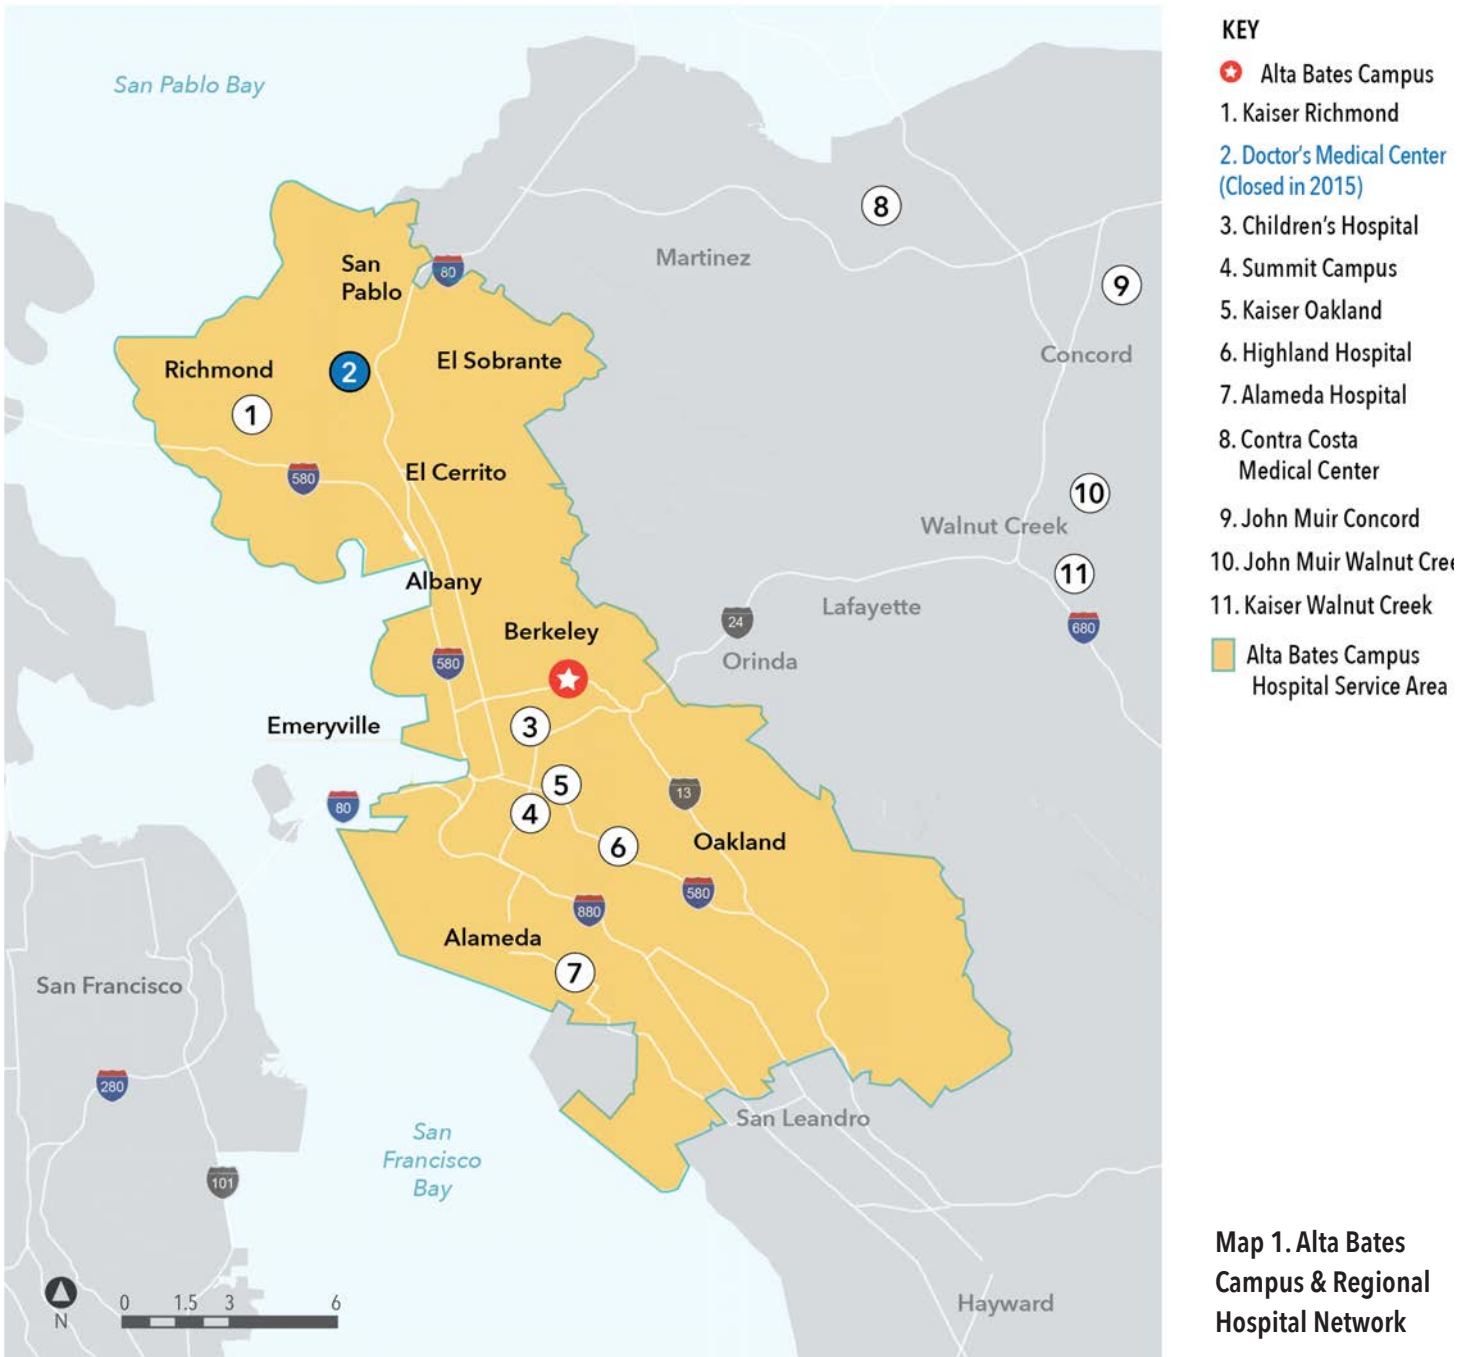 San Pablo Bay
San
Pablo
80
8
Martinez
9
Concord
Richmond
2
El Sobrante
1
580
El Cerrito
10
Walnut Creek
11
Albany
Lafayette
24
680
Berkeley
580
Orinda
3
Emeryville
5
13
80
4
6
Oakland
580
880
Alameda
7
San Francisco
280
San Leandro
San
Francisco
Bay
101
Hayward
0 1.5 3 6
N
KEY
Alta Bates Campus
1. Kaiser Richmond
2. Doctor's Medical Center
(Closed in 2015)
3. Children's Hospital
4. Summit Campus
5. Kaiser Oakland
6. Highland Hospital
7. Alameda Hospital
8. Contra Costa
Medical Center
9. John Muir Concord
10. John Muir Walnut Cree
11. Kaiser Walnut Creek
Alta Bates Campus
Hospital Service Area
Map 1. Alta Bates
Campus & Regional
Hospital Network